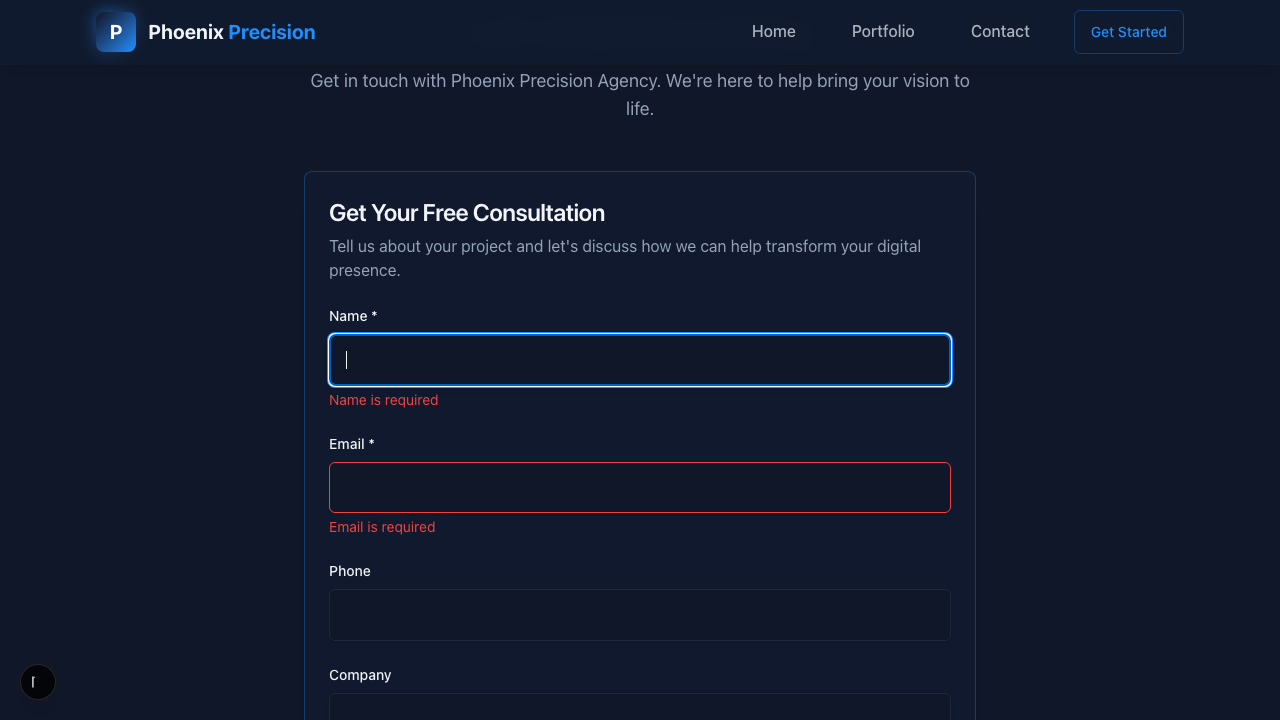 P Phoenix Precision Home Portfolio Contact Get Started
Get in touch with Phoenix Precision Agency. We're here to help bring your vision to
life.
Get Your Free Consultation
Tell us about your project and let's discuss how we can help transform your digital
presence.
Name *
Name is required
Email *
Email is required
Phone
Company